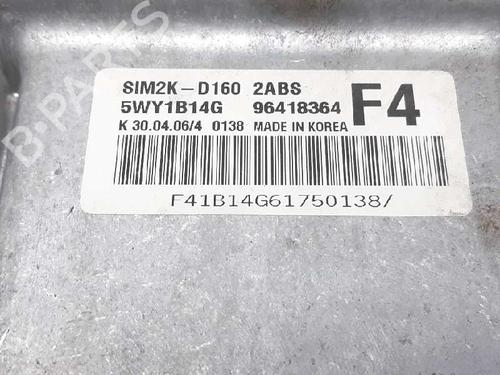 SIM2K-D160 2ABS
5WY1B14G 96418364 F4
K 30.04.06/4 0138 MADE IN KOREA
F41B14G61750138/
B-PARTS